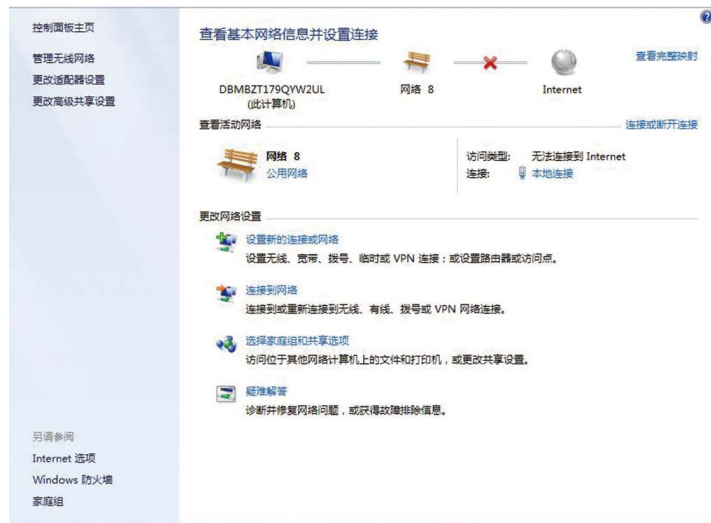 控制面板主页
管理无线网络
更改适配器设置
更改高级共享设置
另请参阅
Internet 选项
Windows 防火墙
家庭组
查看基本网络信息并设置连接
查看完整映射
DBMBZT179QYW2UL
(此计算机)
网络 8
Internet
查看活动网络
连接或断开连接
网络 8
公用网络
访问类型: 无法连接到 Internet
连接: 本地连接
更改网络设置
设置新的连接或网络
设置无线、宽带、拨号、临时或 VPN 连接；或设置路由器或访问点。
连接到网络
连接到或重新连接到无线、有线、拨号或 VPN 网络连接。
选择家庭组和共享选项
访问位于其他网络计算机上的文件和打印机，或更改共享设置。
疑难解答
诊断并修复网络问题，或获得故障排除信息。